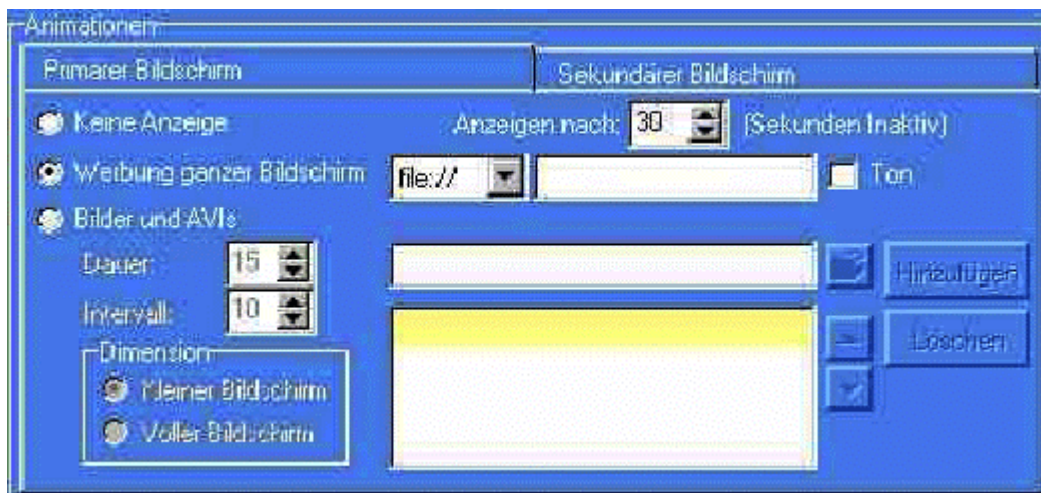 Animationen
Primärer Bildschirm
Sekundärer Bildschirm
Keine Anzeige
Anzeigen nach: 30 (Sekunden Inaktiv)
Werbung ganzer Bildschirm file:// Ton
Bilder und AVIs
Dauer: 15 Hinzufügen
Intervall: 10
Löschen
Dimension
Kleiner Bildschirm
Voller Bildschirm